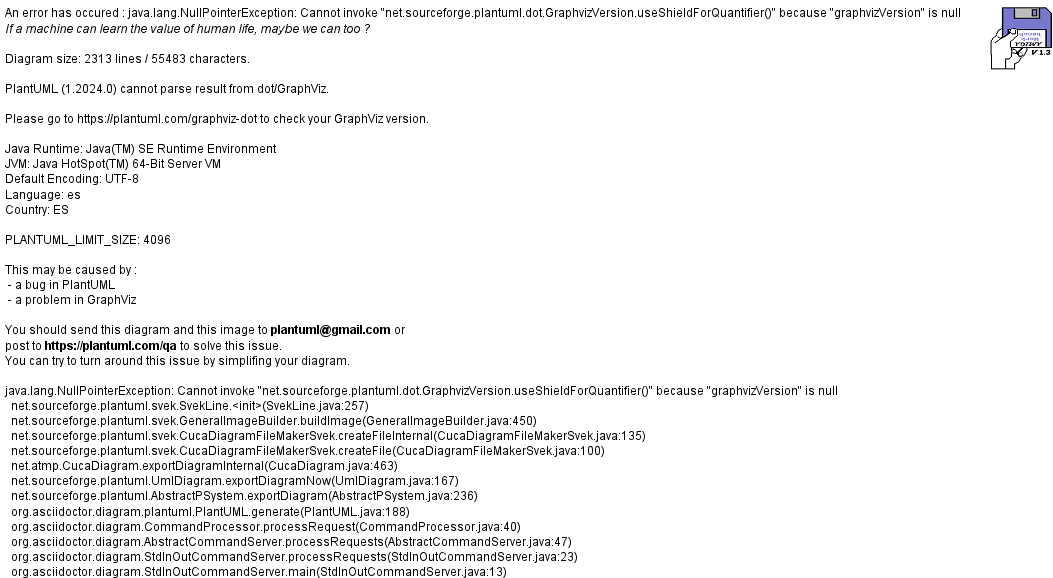 An error has occured : java.lang.NullPointerException: Cannot invoke "net.sourceforge.plantuml.dot.GraphvizVersion.useShieldForQuantifier()" because "graphvizVersion" is null
If a machine can learn the value of human life, maybe we can too ?
Diagram size: 2313 lines / 55483 characters.
PlantUML (1.2024.0) cannot parse result from dot/GraphViz.
Please go to https://plantuml.com/graphviz-dot to check your GraphViz version.
Java Runtime: Java(TM) SE Runtime Environment
JVM: Java HotSpot(TM) 64-Bit Server VM
Default Encoding: UTF-8
Language: es
Country: ES
PLANTUML_LIMIT_SIZE: 4096
This may be caused by :
- a bug in PlantUML
- a problem in GraphViz
You should send this diagram and this image to plantuml@gmail.com or
post to https://plantuml.com/qa to solve this issue.
You can try to turn around this issue by simplifing your diagram.
java.lang.NullPointerException: Cannot invoke "net.sourceforge.plantuml.dot.GraphvizVersion.useShieldForQuantifier()" because "graphvizVersion" is null
net.sourceforge.plantuml.svek.SvekLine.<init>(SvekLine.java:257)
net.sourceforge.plantuml.svek.GeneralImageBuilder.buildImage(GeneralImageBuilder.java:450)
net.sourceforge.plantuml.svek.CucaDiagramFileMakerSvek.createFileInternal(CucaDiagramFileMakerSvek.java:135)
net.sourceforge.plantuml.svek.CucaDiagramFileMakerSvek.createFile(CucaDiagramFileMakerSvek.java:100)
net.atmp.CucaDiagram.exportDiagramInternal(CucaDiagram.java:463)
net.sourceforge.plantuml.UmlDiagram.exportDiagramNow(UmlDiagram.java:167)
net.sourceforge.plantuml.AbstractPSystem.exportDiagram(AbstractPSystem.java:236)
org.asciidoctor.diagram.plantuml.PlantUML.generate(PlantUML.java:188)
org.asciidoctor.diagram.CommandProcessor.processRequest(CommandProcessor.java:40)
org.asciidoctor.diagram.AbstractCommandServer.processRequests(AbstractCommandServer.java:47)
org.asciidoctor.diagram.StdInOutCommandServer.processRequests(StdInOutCommandServer.java:23)
org.asciidoctor.diagram.StdInOutCommandServer.main(StdInOutCommandServer.java:13)
V1.3